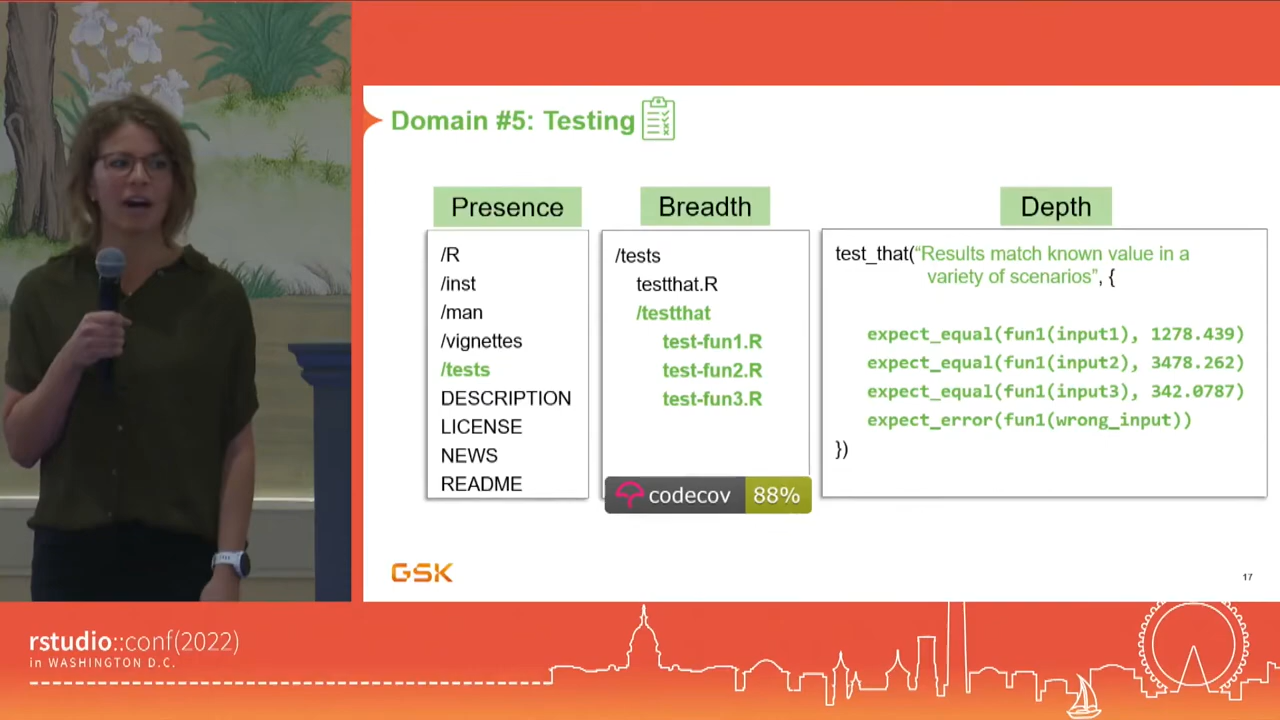 Domain #5: Testing
Presence
/R
/inst
/man
/vignettes
/tests
DESCRIPTION
LICENSE
NEWS
README
Breadth
/tests
testthat.R
/testthat
test-fun1.R
test-fun2.R
test-fun3.R
codecov 88%
Depth
test_that(“Results match known value in a
variety of scenarios”, {
expect_equal(fun1(input1), 1278.439)
expect_equal(fun1(input2), 3478.262)
expect_equal(fun1(input3), 342.0787)
expect_error(fun1(wrong_input))
})
GSK
17
rstudio::conf(2022)
in WASHINGTON D.C.